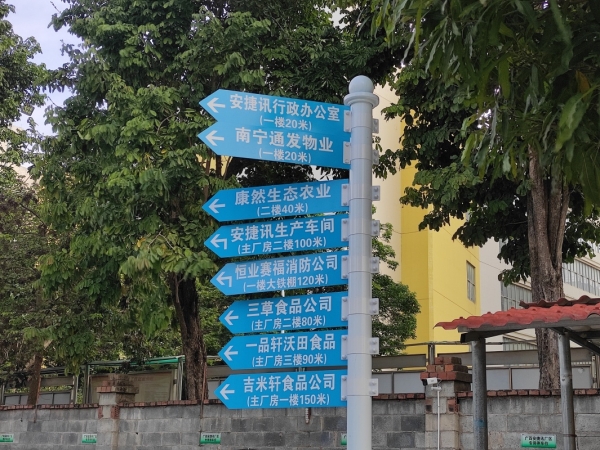 安捷讯行政办公室
(一楼20米)
南宁通发物业
(一楼20米)
康然生态农业
(二楼40米)
安捷讯生产车间
(主厂房二楼100米)
恒业赛福消防公司
(一楼大铁棚120米)
三草食品公司
(主厂房二楼80米)
一品轩沃田食品
(主厂房三楼90米)
吉米轩食品公司
(主厂房一楼150米)